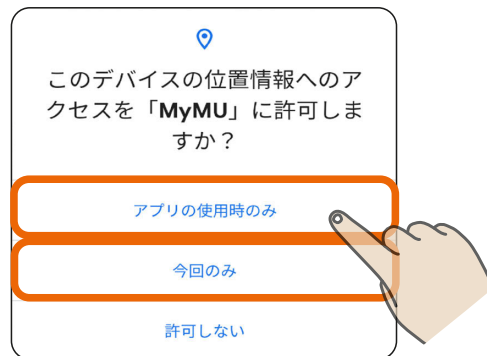 このデバイスの位置情報へのア
クセスを「MyMU」に許可しま
すか？
アプリの使用時のみ
今回のみ
許可しない